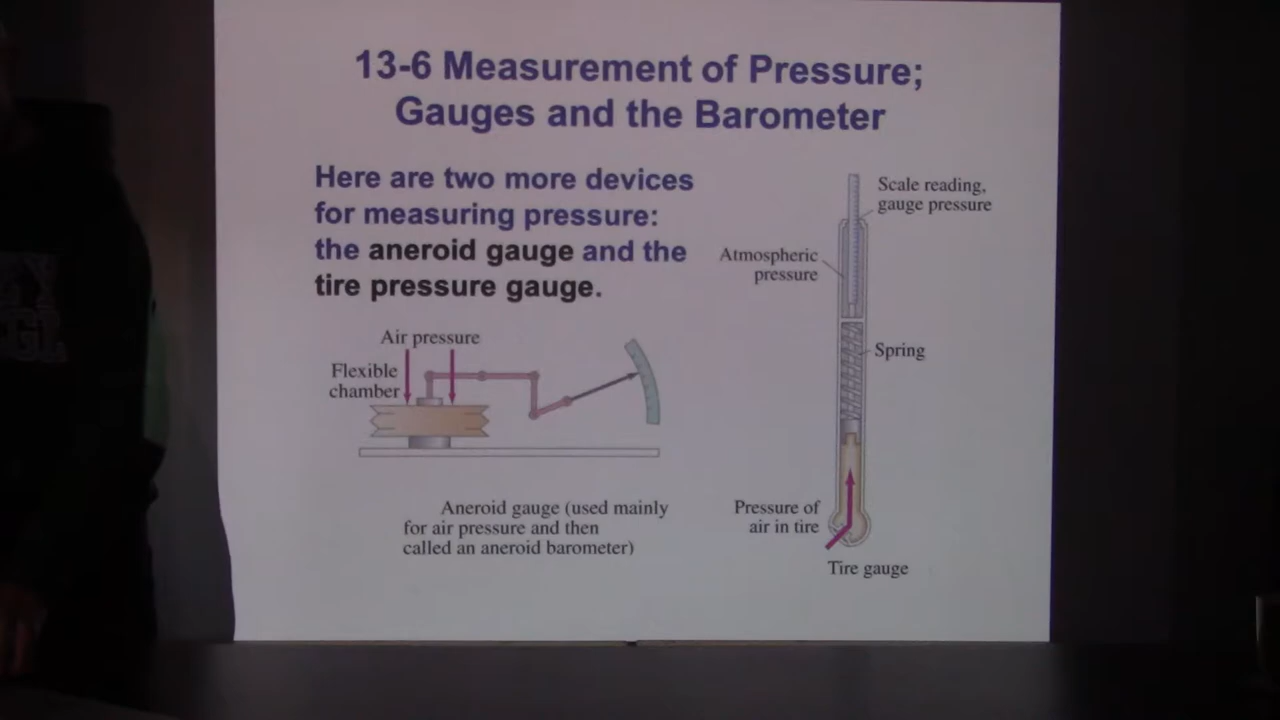 13-6 Measurement of Pressure;
Gauges and the Barometer
Here are two more devices
for measuring pressure:
the aneroid gauge and the
tire pressure gauge.
Air pressure
Flexible
chamber
Aneroid gauge (used mainly
for air pressure and then
called an aneroid barometer)
Scale reading,
gauge pressure
Atmospheric
pressure
Spring
Pressure of
air in tire
Tire gauge